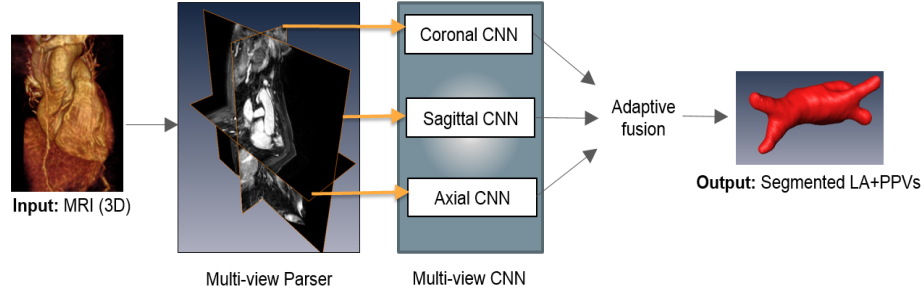 Input: MRI (3D)
Multi-view Parser
Coronal CNN
Sagittal CNN
Axial CNN
Multi-view CNN
Adaptive
fusion
Output: Segmented LA+PPVs